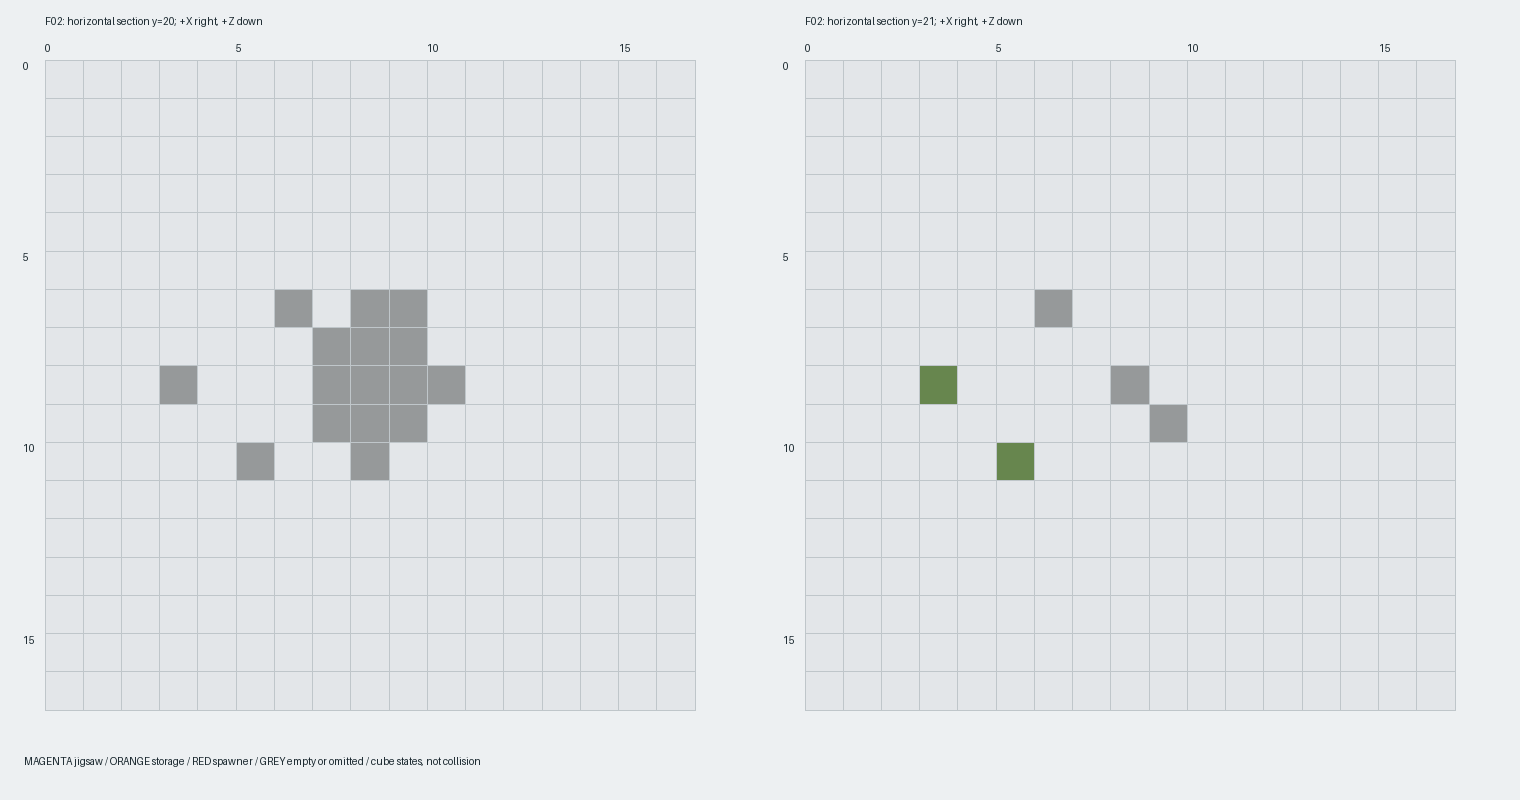 F02: horizontal section y=20; +X right, +Z down
0 5 10 15
0
5
10
15
F02: horizontal section y=21; +X right, +Z down
0 5 10 15
0
5
10
15
MAGENTA jigsaw / ORANGE storage / RED spawner / GREY empty or omitted / cube states, not collision